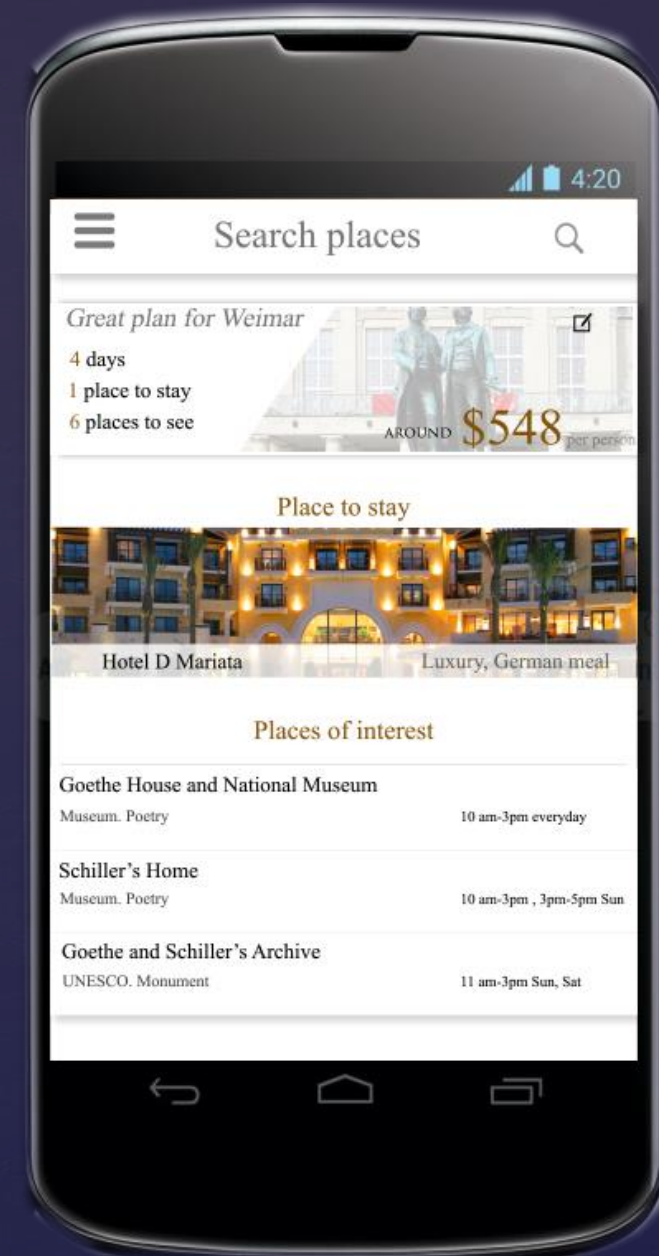 4:20
Search places
Great plan for Weimar
4 days
1 place to stay
6 places to see
AROUND $548 per person
Place to stay
Hotel D Mariata
Luxury, German meal
Places of interest
Goethe House and National Museum
Museum. Poetry
10 am-3pm everyday
Schiller’s Home
Museum. Poetry
10 am-3pm , 3pm-5pm Sun
Goethe and Schiller’s Archive
UNESCO. Monument
11 am-3pm Sun, Sat